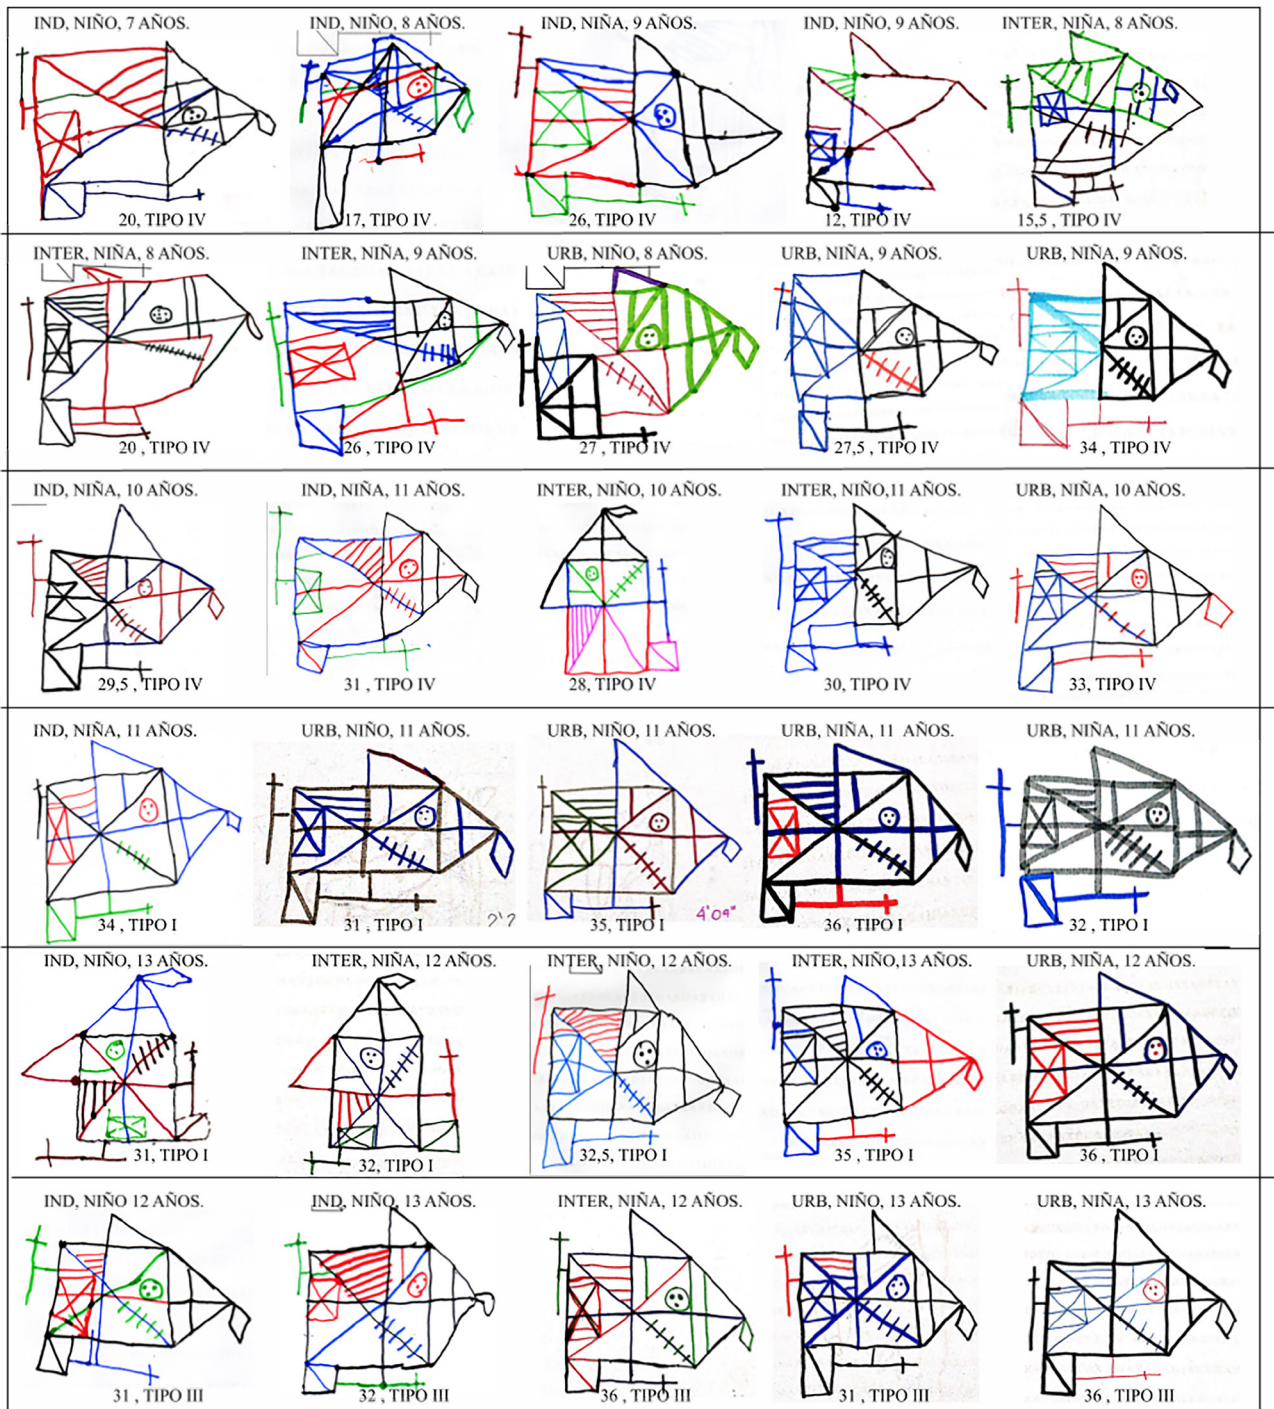 IND, NIÑO, 7 AÑOS.
IND, NIÑO, 8 AÑOS.
IND, NIÑA, 9 AÑOS.
IND, NIÑO, 9 AÑOS.
INTER, NIÑA, 8 AÑOS.
20, TIPO IV
17, TIPO IV
26, TIPO IV
12, TIPO IV
15,5 , TIPO IV
INTER, NIÑA, 8 AÑOS.
INTER, NIÑA, 9 AÑOS.
URB, NIÑO, 8 AÑOS.
URB, NIÑA, 9 AÑOS.
URB, NIÑA, 9 AÑOS.
20 , TIPO IV
26 , TIPO IV
27, TIPO IV
27,5 , TIPO IV
34 , TIPO IV
IND, NIÑA, 10 AÑOS.
IND, NIÑA, 11 AÑOS.
INTER, NIÑO, 10 AÑOS.
INTER, NIÑO,11 AÑOS.
URB, NIÑA, 10 AÑOS.
29,5 , TIPO IV
31 , TIPO IV
28, TIPO IV
30, TIPO IV
33, TIPO IV
IND, NIÑA, 11 AÑOS.
URB, NIÑO, 11 AÑOS.
URB, NIÑO, 11 AÑOS.
URB, NIÑA, 11 AÑOS.
URB, NIÑA, 11 AÑOS.
34 , TIPO I
31 , TIPO I
35, TIPO I
4'09"
36 , TIPO I
32 , TIPO I
IND, NIÑO, 13 AÑOS.
INTER, NIÑA, 12 AÑOS.
INTER, NIÑO, 12 AÑOS.
INTER, NIÑO,13 AÑOS.
URB, NIÑA, 12 AÑOS.
31, TIPO I
32, TIPO I
32,5 , TIPO I
35 , TIPO I
36 , TIPO I
IND, NIÑO 12 AÑOS.
IND, NIÑO, 13 AÑOS.
INTER, NIÑA, 12 AÑOS.
URB, NIÑO, 13 AÑOS.
URB, NIÑA, 13 AÑOS.
31 , TIPO III
32 , TIPO III
36, TIPO III
31 , TIPO III
36 , TIPO III